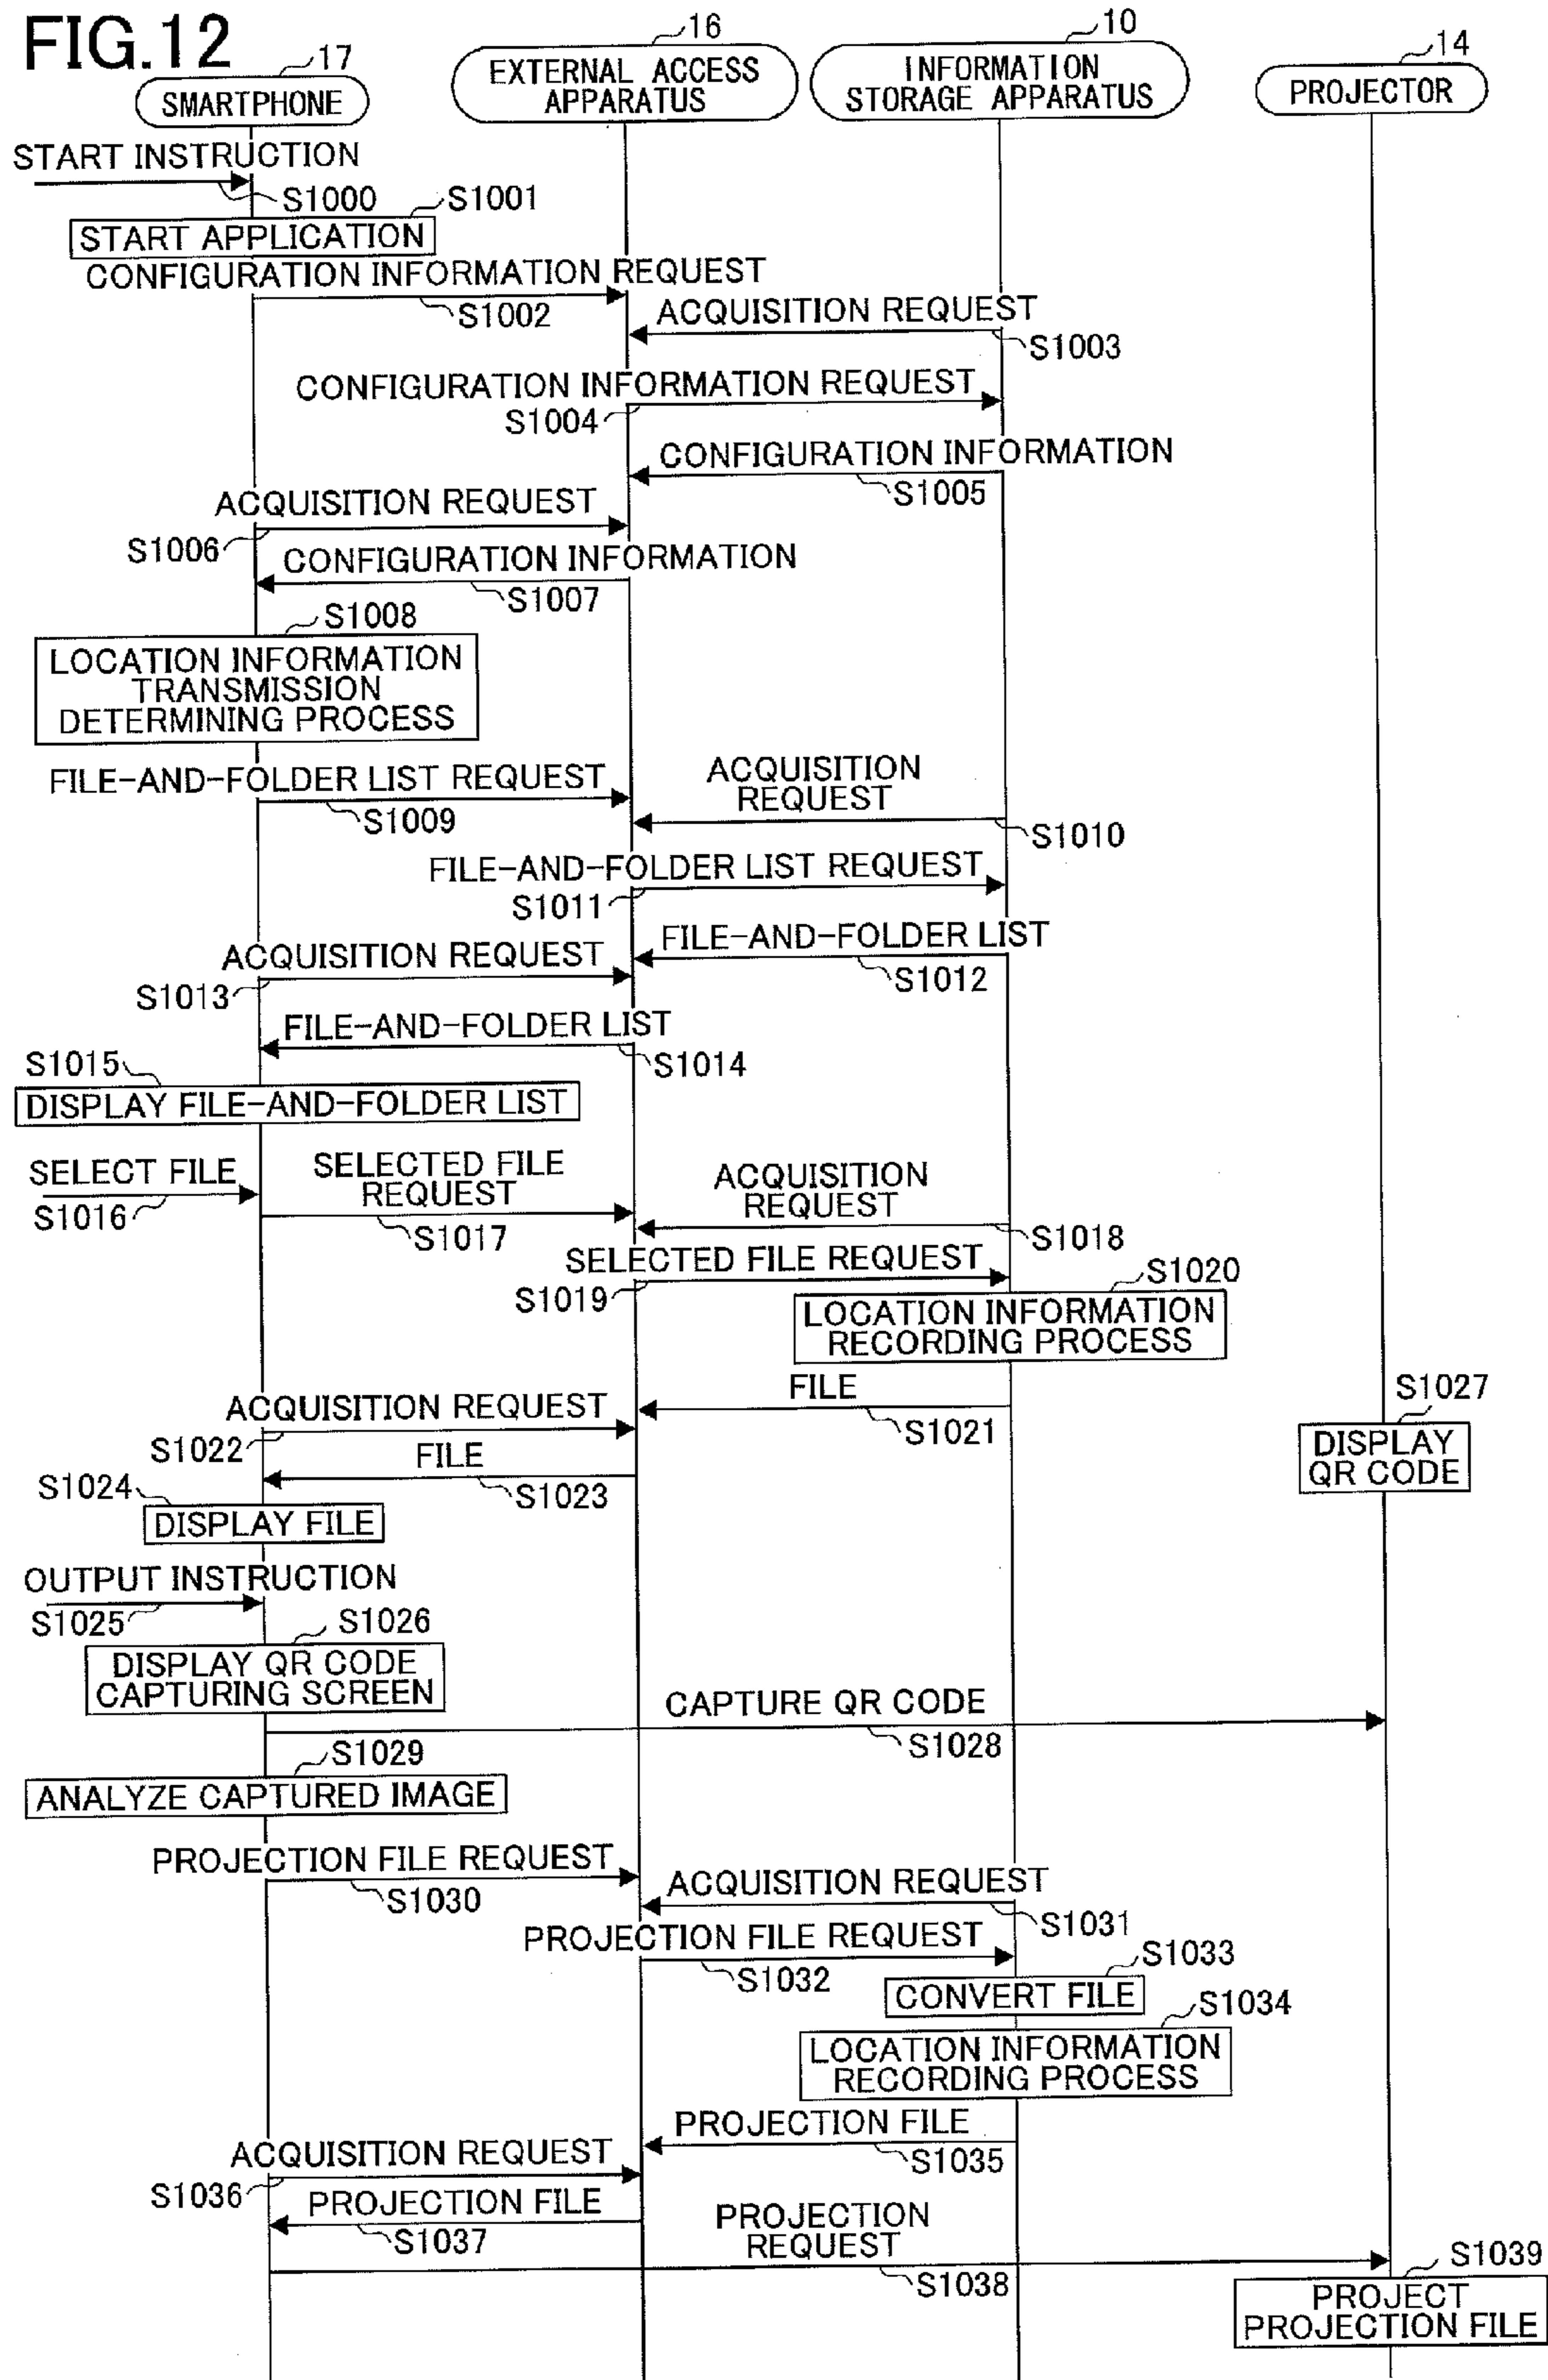 FIG.12
17
SMARTPHONE
16
EXTERNAL ACCESS
APPARATUS
10
INFORMATION
STORAGE APPARATUS
14
PROJECTOR
START INSTRUCTION
S1000
S1001
START APPLICATION
CONFIGURATION INFORMATION REQUEST
S1002
ACQUISITION REQUEST
S1003
CONFIGURATION INFORMATION REQUEST
S1004
CONFIGURATION INFORMATION
S1005
ACQUISITION REQUEST
S1006
CONFIGURATION INFORMATION
S1007
S1008
LOCATION INFORMATION
TRANSMISSION
DETERMINING PROCESS
FILE-AND-FOLDER LIST REQUEST
S1009
ACQUISITION
REQUEST
S1010
FILE-AND-FOLDER LIST REQUEST
S1011
FILE-AND-FOLDER LIST
S1012
ACQUISITION REQUEST
S1013
FILE-AND-FOLDER LIST
S1014
S1015
DISPLAY FILE-AND-FOLDER LIST
SELECT FILE
S1016
SELECTED FILE
REQUEST
S1017
ACQUISITION
REQUEST
S1018
SELECTED FILE REQUEST
S1019
S1020
LOCATION INFORMATION
RECORDING PROCESS
FILE
S1021
ACQUISITION REQUEST
S1022
FILE
S1023
S1024
DISPLAY FILE
S1027
DISPLAY
QR CODE
OUTPUT INSTRUCTION
S1025
S1026
DISPLAY QR CODE
CAPTURING SCREEN
CAPTURE QR CODE
S1028
S1029
ANALYZE CAPTURED IMAGE
PROJECTION FILE REQUEST
S1030
ACQUISITION REQUEST
S1031
PROJECTION FILE REQUEST
S1032
S1033
CONVERT FILE
S1034
LOCATION INFORMATION
RECORDING PROCESS
PROJECTION FILE
S1035
ACQUISITION REQUEST
S1036
PROJECTION FILE
S1037
PROJECTION
REQUEST
S1038
S1039
PROJECT
PROJECTION FILE